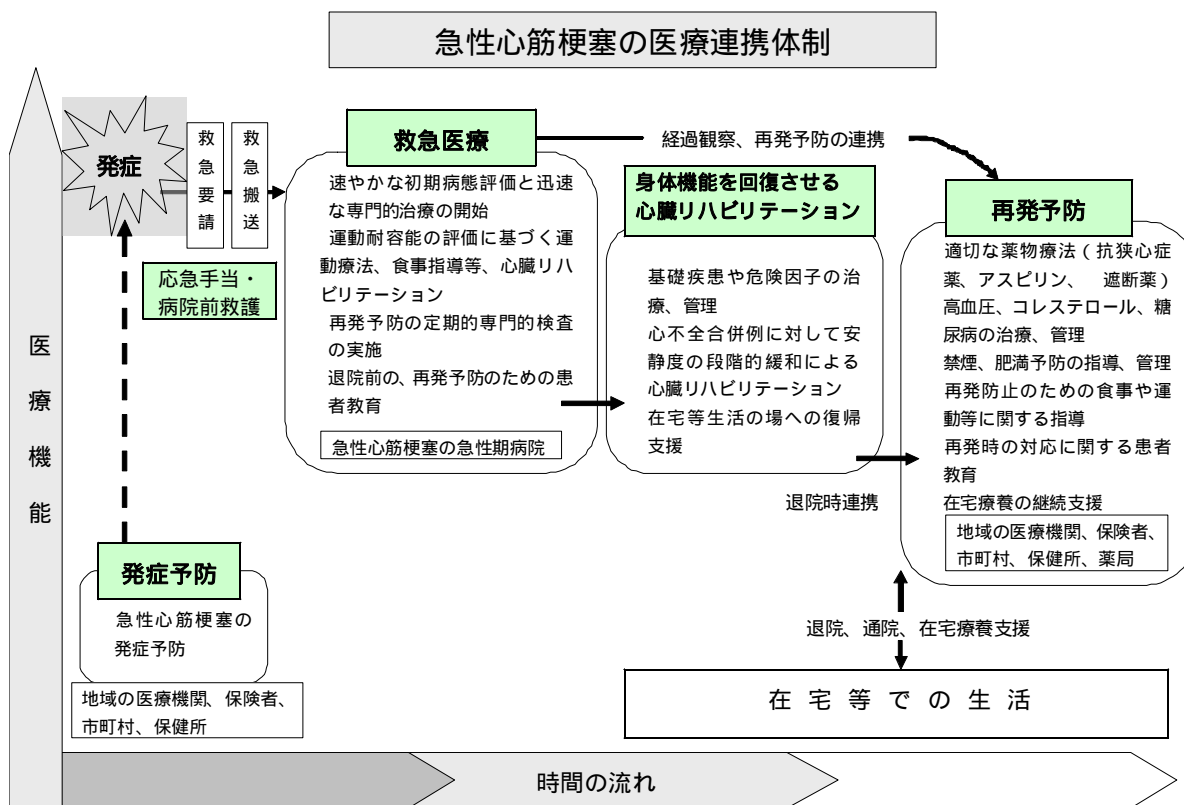 急性心筋梗塞の医療連携体制
医療機能
発症
救急要請
救急搬送
応急手当・
病院前救護
救急医療
速やかな初期病態評価と迅速
な専門的治療の開始
運動耐容能の評価に基づく運
動療法、食事指導等、心臓リハ
ビリテーション
再発予防の定期的専門的検査
の実施
退院前の、再発予防のための患
者教育
急性心筋梗塞の急性期病院
経過観察、再発予防の連携
身体機能を回復させる
心臓リハビリテーション
基礎疾患や危険因子の治
療、管理
心不全合併例に対して安
静度の段階的緩和による
心臓リハビリテーション
在宅等生活の場への復帰
支援
退院時連携
再発予防
適切な薬物療法(抗狭心症
薬、アスピリン、 遮断薬)
高血圧、コレステロール、糖
尿病の治療、管理
禁煙、肥満予防の指導、管理
再発防止のための食事や運
動等に関する指導
再発時の対応に関する患者
教育
在宅療養の継続支援
地域の医療機関、保険者、
市町村、保健所、薬局
発症予防
急性心筋梗塞の
発症予防
地域の医療機関、保険者、
市町村、保健所
退院、通院、在宅療養支援
在宅等での生活
時間の流れ